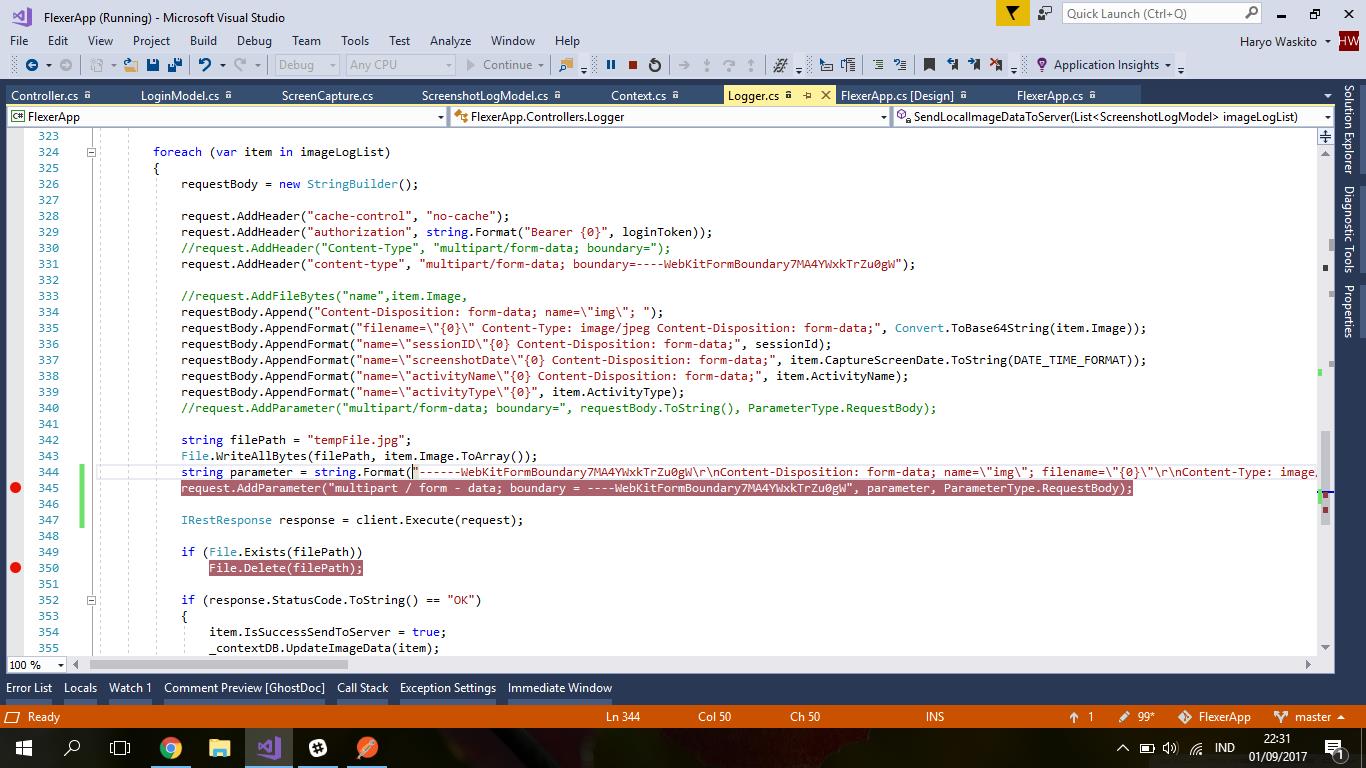 FlexerApp (Running) - Microsoft Visual Studio
Quick Launch (Ctrl+Q)
File Edit View Project Build Debug Team Tools Test Analyze Window Help
Haryo Waskito HW
Debug Any CPU Continue Application Insights
Controller.cs LoginModel.cs ScreenCapture.cs ScreenshotLogModel.cs Context.cs Logger.cs FlexerApp.cs [Design] FlexerApp.cs
C# FlexerApp FlexerApp.Controllers.Logger SendLocalImageDataToServer(List<ScreenshotLogModel> imageLogList)
323
324 foreach (var item in imageLogList)
325 {
326 requestBody = new StringBuilder();
327
328 request.AddHeader("cache-control", "no-cache");
329 request.AddHeader("authorization", string.Format("Bearer {0}", loginToken));
330 //request.AddHeader("Content-Type", "multipart/form-data; boundary=");
331 request.AddHeader("content-type", "multipart/form-data; boundary=----WebKitFormBoundary7MA4YWxkTrZu0gW");
332
333 //request.AddFileBytes("name",item.Image,
334 requestBody.Append("Content-Disposition: form-data; name=\"img\"; ");
335 requestBody.AppendFormat("filename=\"{0}\" Content-Type: image/jpeg Content-Disposition: form-data;", Convert.ToBase64String(item.Image));
336 requestBody.AppendFormat("name=\"sessionID\"{0} Content-Disposition: form-data;", sessionId);
337 requestBody.AppendFormat("name=\"screenshotDate\"{0} Content-Disposition: form-data;", item.CaptureScreenDate.ToString(DATE_TIME_FORMAT));
338 requestBody.AppendFormat("name=\"activityName\"{0} Content-Disposition: form-data;", item.ActivityName);
339 requestBody.AppendFormat("name=\"activityType\"{0}", item.ActivityType);
340 //request.AddParameter("multipart/form-data; boundary=", requestBody.ToString(), ParameterType.RequestBody);
341
342 string filePath = "tempFile.jpg";
343 File.WriteAllBytes(filePath, item.Image.ToArray());
344 string parameter = string.Format("------WebKitFormBoundary7MA4YWxkTrZu0gW\r\nContent-Disposition: form-data; name=\"img\"; filename=\"{0}\"\r\nContent-Type: image/
345 request.AddParameter("multipart / form - data; boundary = ----WebKitFormBoundary7MA4YWxkTrZu0gW", parameter, ParameterType.RequestBody);
346
347 IRestResponse response = client.Execute(request);
348
349 if (File.Exists(filePath))
350 File.Delete(filePath);
351
352 if (response.StatusCode.ToString() == "OK")
353 {
354 item.IsSuccessSendToServer = true;
355 _contextDB.UpdateImageData(item);
Solution Explorer
Diagnostic Tools
Properties
100 %
Error List Locals Watch 1 Comment Preview [GhostDoc] Call Stack Exception Settings Immediate Window
Ready Ln 344 Col 50 Ch 50 INS 1 99* FlexerApp master
IND 22:31
01/09/2017 1